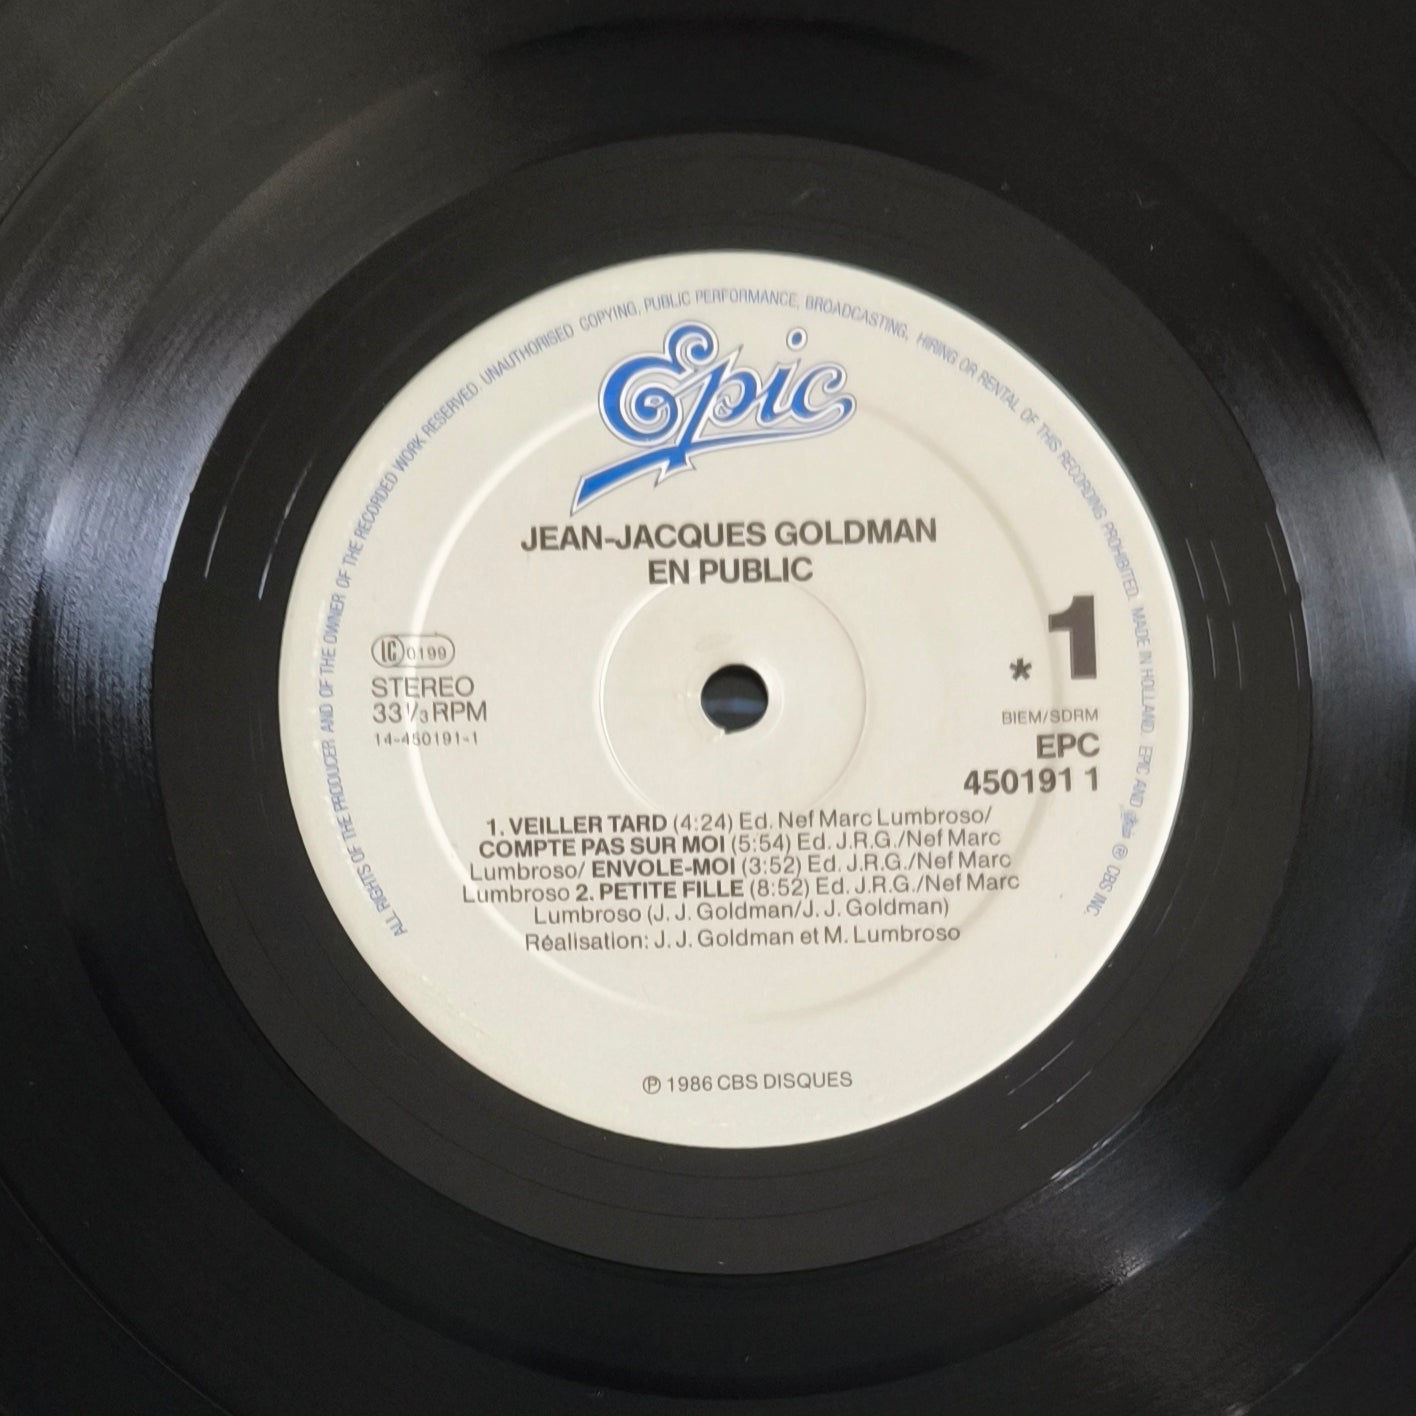 ALL RIGHTS OF THE PRODUCER AND OF THE OWNER OF THE RECORDED WORK RESERVED. UNAUTHORISED COPYING, PUBLIC PERFORMANCE, BROADCASTING, HIRING OR RENTAL OF THIS RECORDING PROHIBITED. MADE IN HOLLAND. EPIC AND Epic ® CBS INC.
Epic
JEAN-JACQUES GOLDMAN
EN PUBLIC
LC 0199
STEREO
33 1/3 RPM
14-450191-1
* 1
BIEM/SDRM
EPC
450191 1
1. VEILLER TARD (4:24) Ed. Nef Marc Lumbroso/
COMPTE PAS SUR MOI (5:54) Ed. J.R.G./Nef Marc
Lumbroso/ ENVOLE-MOI (3:52) Ed. J.R.G./Nef Marc
Lumbroso 2. PETITE FILLE (8:52) Ed. J.R.G./Nef Marc
Lumbroso (J. J. Goldman/J. J. Goldman)
Réalisation: J. J. Goldman et M. Lumbroso
℗ 1986 CBS DISQUES